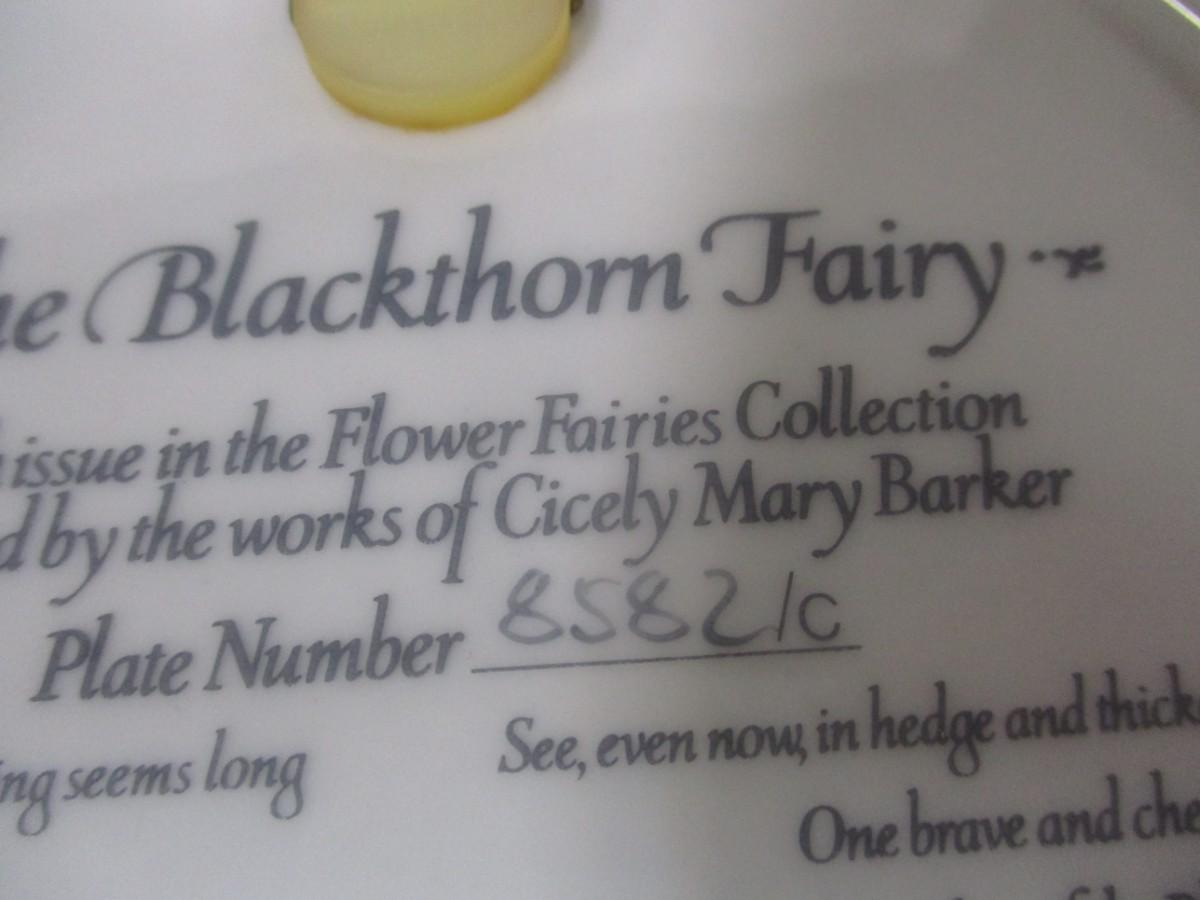 he Blackthorn Fairy
issue in the Flower Fairies Collection
d by the works of Cicely Mary Barker
Plate Number 8582/C
ng seems long
See, even now, in hedge and thick
One brave and che